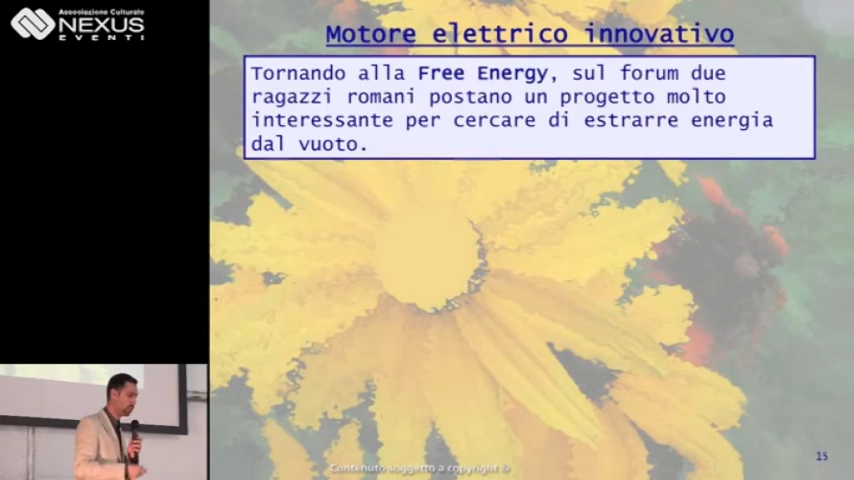 Associazione Culturale
NEXUS
EVENTI
Motore elettrico innovativo
Tornando alla Free Energy, sul forum due
ragazzi romani postano un progetto molto
interessante per cercare di estrarre energia
dal vuoto.
15
Contenuto soggetto a copyright ©